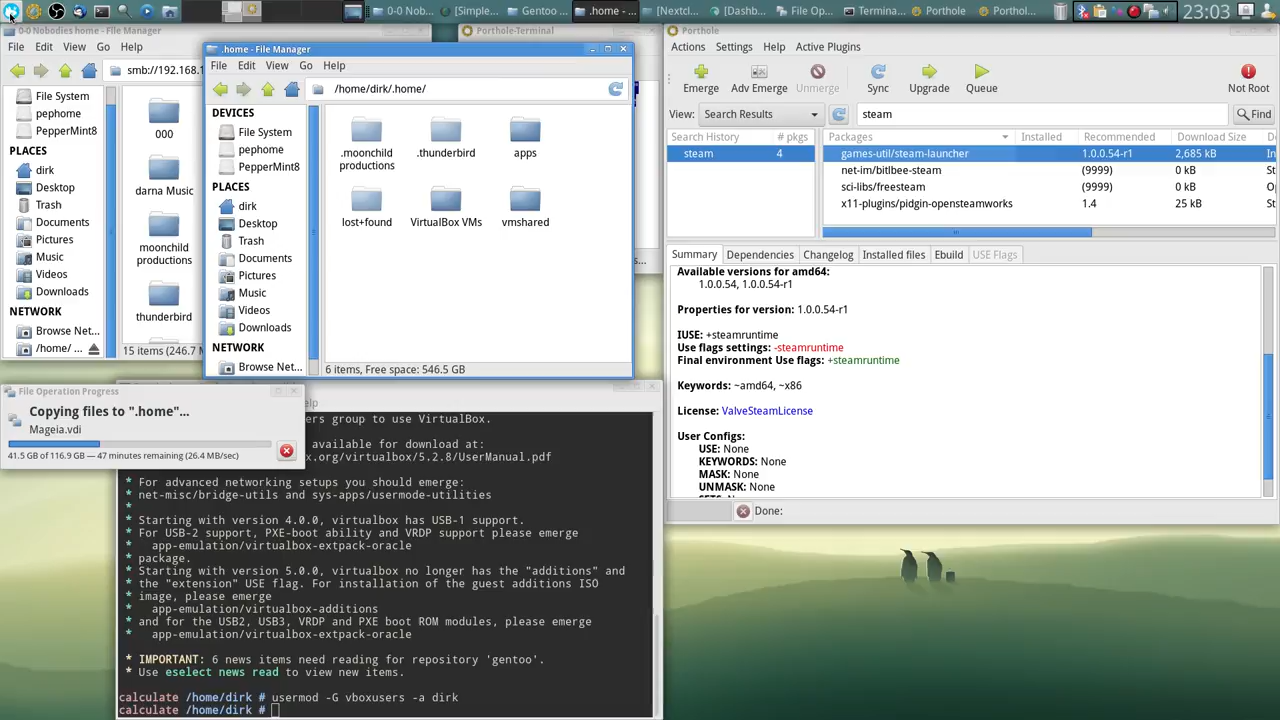 0-0 Nob...
[Simple...
Gentoo ...
.home - ...
[Nextcl...
[Dashb...
File Op...
Termina...
Porthole
Porthol...
23:03
0-0 Nobodies home - File Manager
File Edit View Go Help
smb://192.168.1
File System
pephome
PepperMint8
PLACES
dirk
Desktop
Trash
Documents
Pictures
Music
Videos
Downloads
NETWORK
Browse Net...
/home/ ...
000
darna Music
moonchild
productions
thunderbird
15 items (246.7 M
.home - File Manager
File Edit View Go Help
/home/dirk/.home/
DEVICES
File System
pephome
PepperMint8
PLACES
dirk
Desktop
Trash
Documents
Pictures
Music
Videos
Downloads
NETWORK
Browse Net...
.moonchild
productions
.thunderbird
apps
lost+found
VirtualBox VMs
vmshared
6 items, Free space: 546.5 GB
Porthole-Terminal
s...
File Operation Progress
Copying files to ".home"...
Mageia.vdi
41.5 GB of 116.9 GB — 47 minutes remaining (26.4 MB/sec)
elp
ers group to use VirtualBox.
available for download at:
ox.org/virtualbox/5.2.8/UserManual.pdf
* For advanced networking setups you should emerge:
* net-misc/bridge-utils and sys-apps/usermode-utilities
*
* Starting with version 4.0.0, virtualbox has USB-1 support.
* For USB-2 support, PXE-boot ability and VRDP support please emerge
* app-emulation/virtualbox-extpack-oracle
* package.
* Starting with version 5.0.0, virtualbox no longer has the "additions" and
* the "extension" USE flag. For installation of the guest additions ISO
* image, please emerge
* app-emulation/virtualbox-additions
* and for the USB2, USB3, VRDP and PXE boot ROM modules, please emerge
* app-emulation/virtualbox-extpack-oracle
* IMPORTANT: 6 news items need reading for repository 'gentoo'.
* Use eselect news read to view new items.
calculate /home/dirk # usermod -G vboxusers -a dirk
calculate /home/dirk #
Porthole
Actions Settings Help Active Plugins
Emerge
Adv Emerge
Unmerge
Sync
Upgrade
Queue
Not Root
View:
Search Results
steam
Find
Search History # pkgs
steam 4
Packages Installed Recommended Download Size De
games-util/steam-launcher 1.0.0.54-r1 2,685 kB In
net-im/bitlbee-steam (9999) 0 kB St
sci-libs/freesteam (9999) 0 kB O
x11-plugins/pidgin-opensteamworks 1.4 25 kB St
Summary Dependencies Changelog Installed files Ebuild USE Flags
Available versions for amd64:
1.0.0.54, 1.0.0.54-r1
Properties for version: 1.0.0.54-r1
IUSE: +steamruntime
Use flags settings: -steamruntime
Final environment Use flags: +steamruntime
Keywords: ~amd64, ~x86
License: ValveSteamLicense
User Configs:
USE: None
KEYWORDS: None
MASK: None
UNMASK: None
Done: